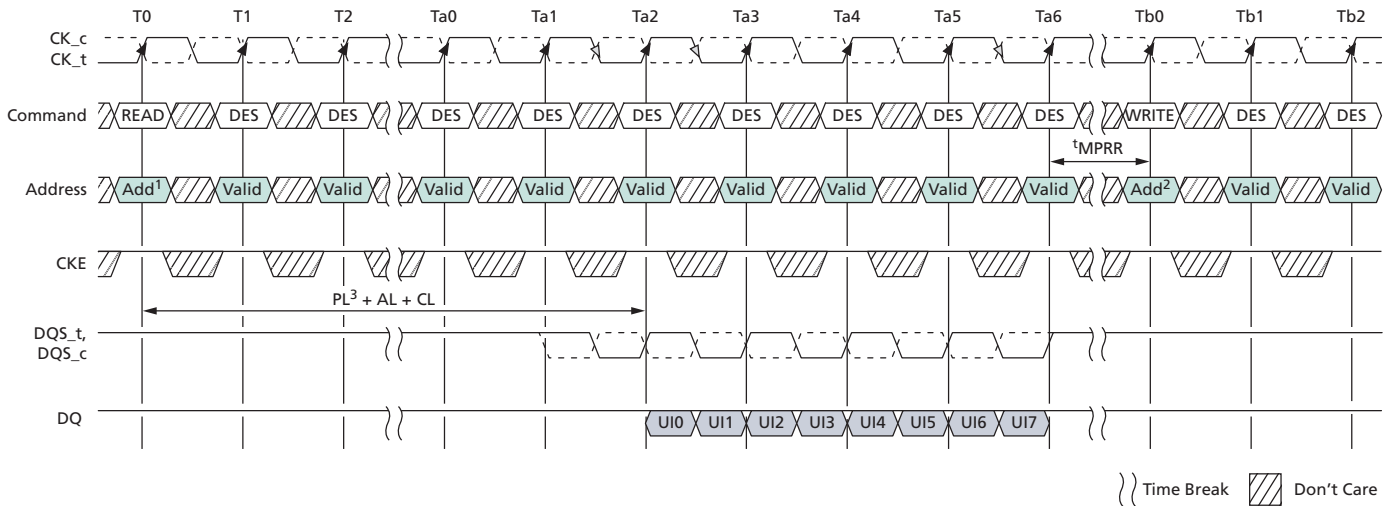 T0 T1 T2 Ta0 Ta1 Ta2 Ta3 Ta4 Ta5 Ta6 Tb0 Tb1 Tb2
CK_c
CK_t
Command READ DES DES DES DES DES DES DES DES DES WRITE DES DES
tMPRR
Address Add1 Valid Valid Valid Valid Valid Valid Valid Valid Valid Add2 Valid Valid
CKE
PL3 + AL + CL
DQS_t,
DQS_c
DQ UI0 UI1 UI2 UI3 UI4 UI5 UI6 UI7
Time Break Don't Care